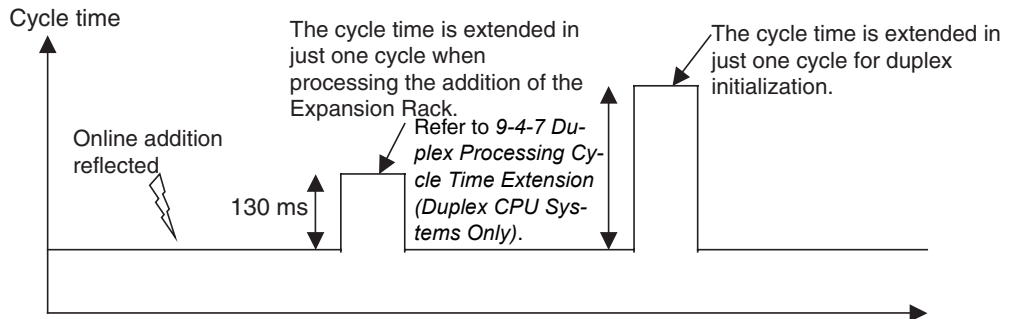 Cycle time
The cycle time is extended in
just one cycle when
processing the addition of the
Expansion Rack.
The cycle time is extended in
just one cycle for duplex
initialization.
Online addition
reflected
130 ms
Refer to 9-4-7 Du-
plex Processing Cy-
cle Time Extension
(Duplex CPU Sys-
tems Only).